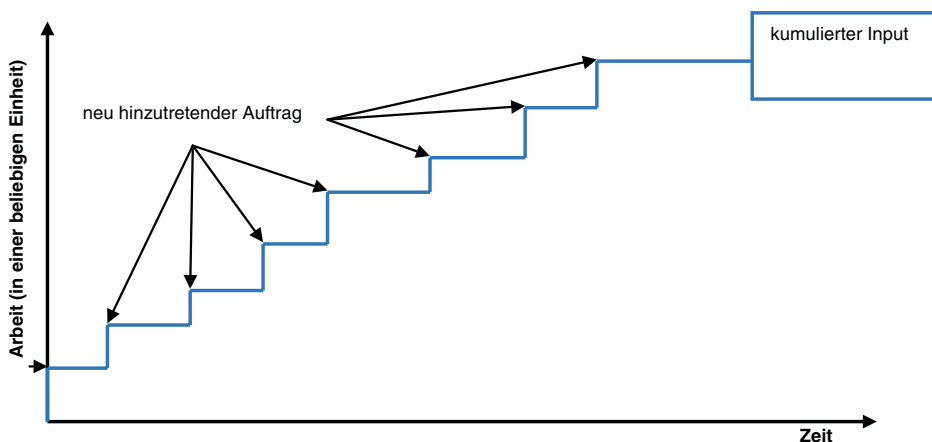 kumulierter Input
neu hinzutretender Auftrag
Arbeit (in einer beliebigen Einheit)
Zeit